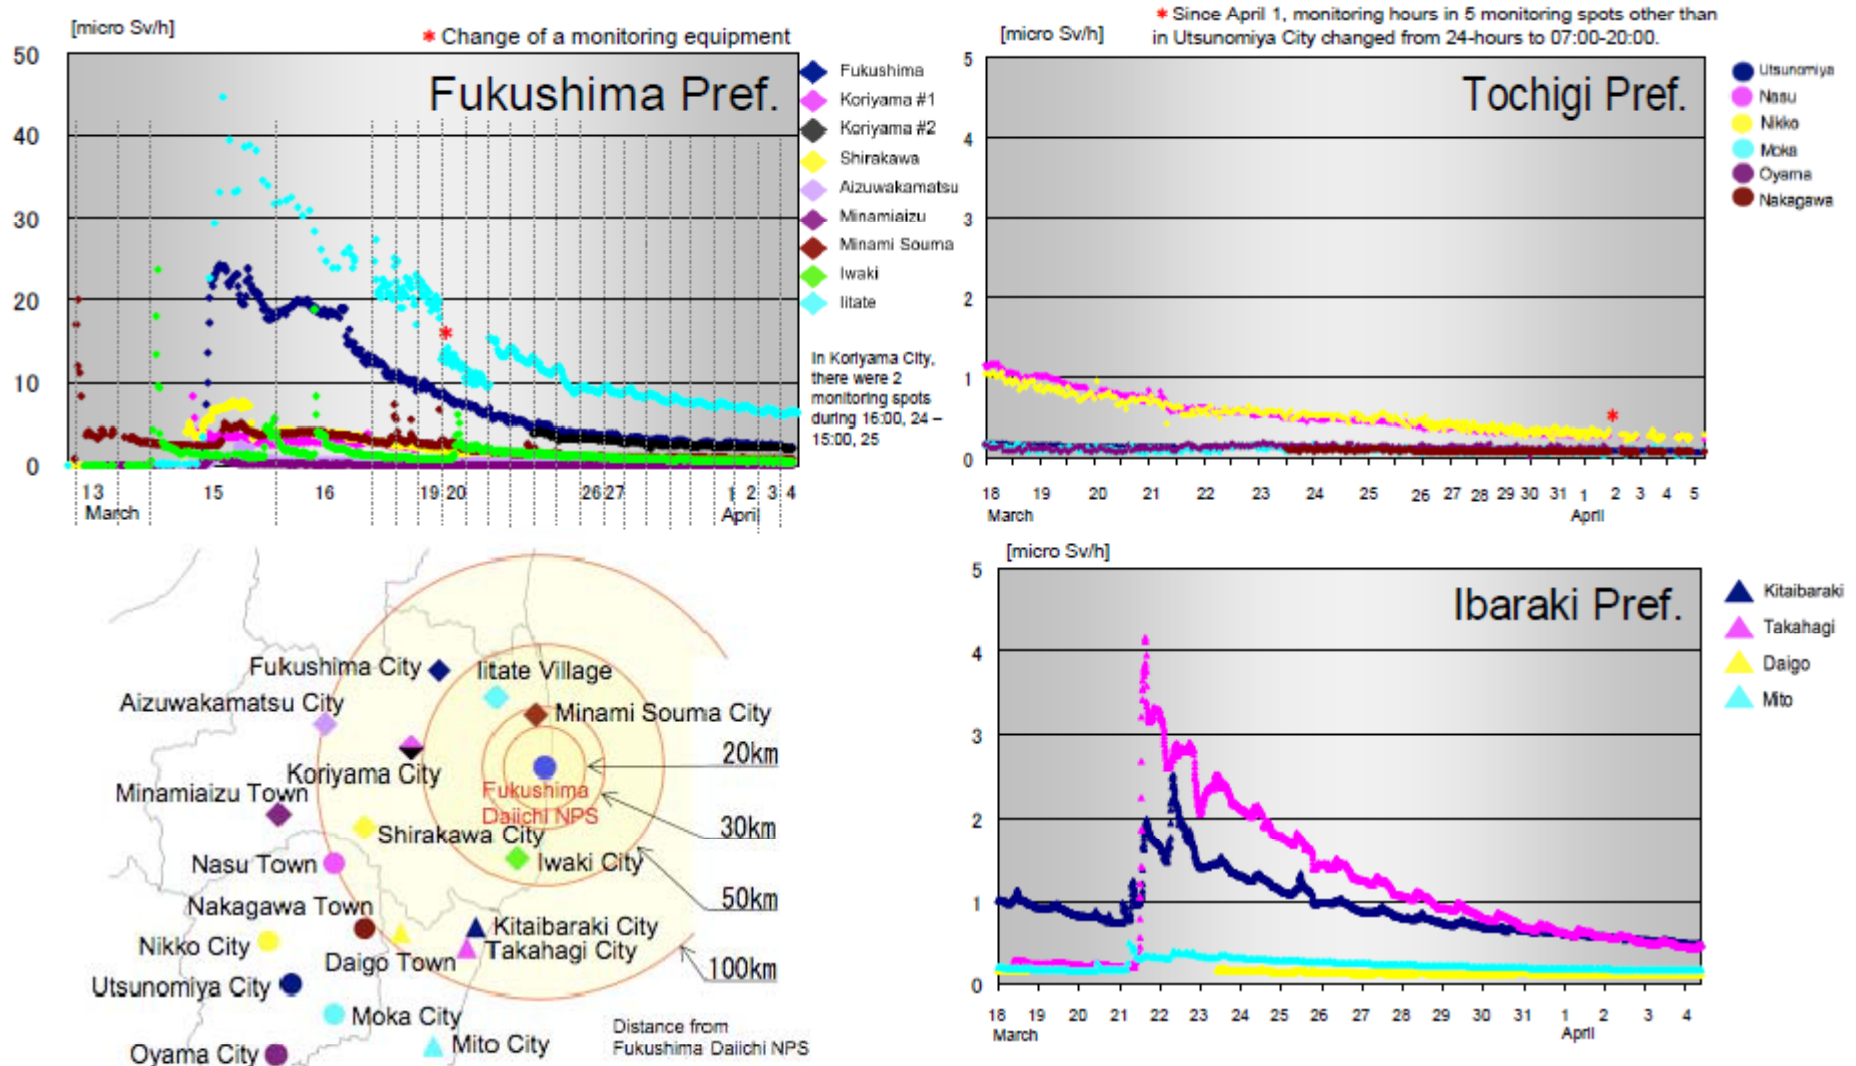 [micro Sv/h]
* Change of a monitoring equipment
Fukushima Pref.
50
40
30
20
10
0
13
15
16
19
20
26
27
1
2
3
4
March
April
Fukushima
Koriyama #1
Koriyama #2
Shirakawa
Aizuwakamatsu
Minamiaizu
Minami Souma
Iwaki
Iitate
*
In Koriyama City,
there were 2
monitoring spots
during 16:00, 24 –
15:00, 25
* Since April 1, monitoring hours in 5 monitoring spots other than
in Utsunomiya City changed from 24-hours to 07:00-20:00.
[micro Sv/h]
Tochigi Pref.
5
4
3
2
1
0
*
18
19
20
21
22
23
24
25
26
27
28
29
30
31
1
2
3
4
5
March
April
Utsunomiya
Nasu
Nikko
Moka
Oyama
Nakagawa
Fukushima City
Iitate Village
Aizuwakamatsu City
Minami Souma City
Koriyama City
20km
Minamiaizu Town
Fukushima
Daiichi NPS
30km
Shirakawa City
Iwaki City
Nasu Town
50km
Nakagawa Town
Kitaibaraki City
Nikko City
Daigo Town
Takahagi City
100km
Utsunomiya City
Moka City
Mito City
Oyama City
Distance from
Fukushima Daiichi NPS
[micro Sv/h]
Ibaraki Pref.
5
4
3
2
1
0
18
19
20
21
22
23
24
25
26
27
28
29
30
31
1
2
3
4
March
April
Kitaibaraki
Takahagi
Daigo
Mito